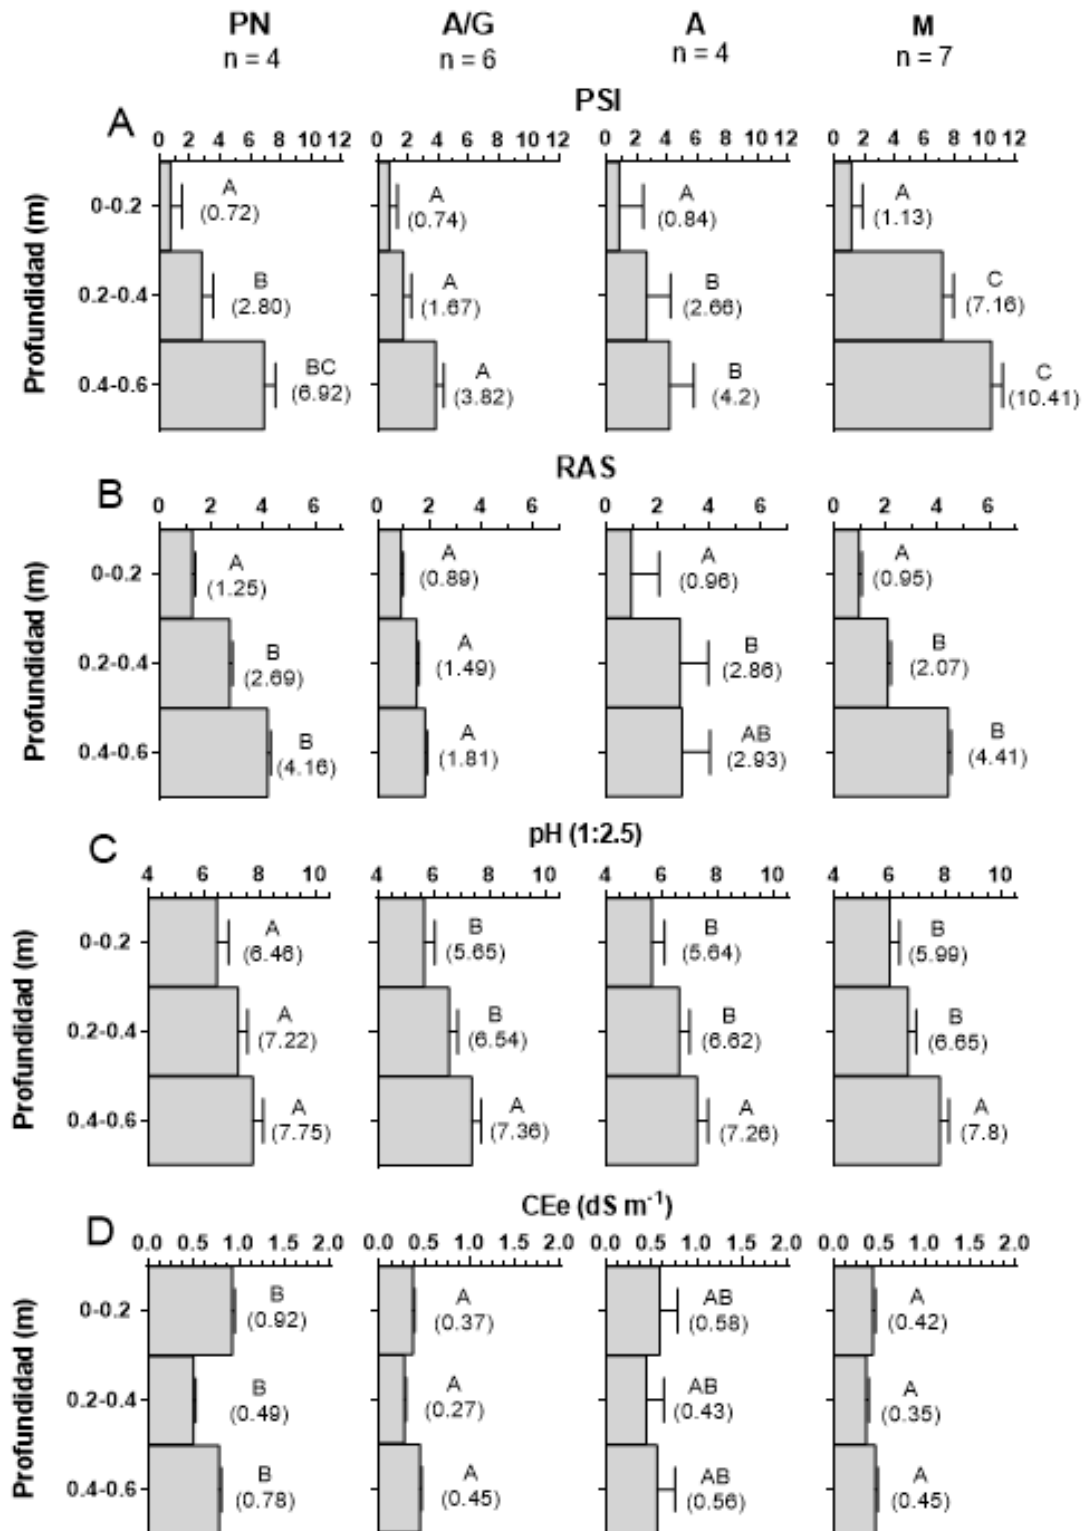 PN A/G A M
n = 4 n = 6 n = 4 n = 7
PSI
A
0 2 4 6 8 10 12 0 2 4 6 8 10 12 0 2 4 6 8 10 12 0 2 4 6 8 10 12
Profundidad (m)
0-0.2 A A A A
(0.72) (0.74) (0.84) (1.13)
0.2-0.4 B A B C
(2.80) (1.67) (2.66) (7.16)
0.4-0.6 BC A B C
(6.92) (3.82) (4.2) (10.41)
RAS
B
0 2 4 6 0 2 4 6 0 2 4 6 0 2 4 6
Profundidad (m)
0-0.2 A A A A
(1.25) (0.89) (0.96) (0.95)
0.2-0.4 B A B B
(2.69) (1.49) (2.86) (2.07)
0.4-0.6 B A AB B
(4.16) (1.81) (2.93) (4.41)
pH (1:2.5)
C
4 6 8 10 4 6 8 10 4 6 8 10 4 6 8 10
Profundidad (m)
0-0.2 A B B B
(6.46) (5.65) (5.64) (5.99)
0.2-0.4 A B B B
(7.22) (6.54) (6.62) (6.65)
0.4-0.6 A A A A
(7.75) (7.36) (7.26) (7.8)
CEe (dS m⁻¹)
D
0.0 0.5 1.0 1.5 2.0 0.0 0.5 1.0 1.5 2.0 0.0 0.5 1.0 1.5 2.0 0.0 0.5 1.0 1.5 2.0
Profundidad (m)
0-0.2 B A AB A
(0.92) (0.37) (0.58) (0.42)
0.2-0.4 B A AB A
(0.49) (0.27) (0.43) (0.35)
0.4-0.6 B A AB A
(0.78) (0.45) (0.56) (0.45)